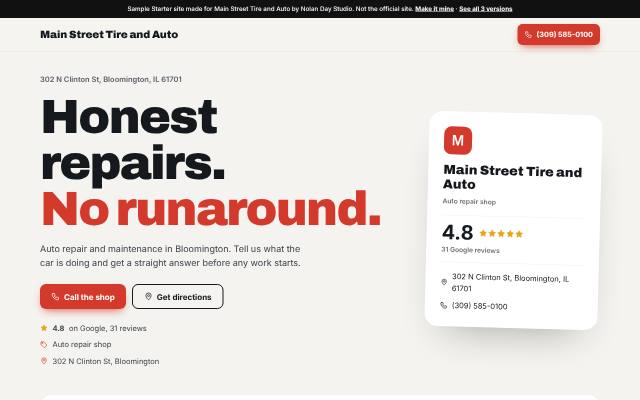 Sample Starter site made for Main Street Tire and Auto by Nolan Day Studio. Not the official site. Make it mine · See all 3 versions
Main Street Tire and Auto
(309) 585-0100
302 N Clinton St, Bloomington, IL 61701
Honest
repairs.
No runaround.
Auto repair and maintenance in Bloomington. Tell us what the
car is doing and get a straight answer before any work starts.
Call the shop
Get directions
4.8 on Google, 31 reviews
Auto repair shop
302 N Clinton St, Bloomington
M
Main Street Tire and
Auto
Auto repair shop
4.8
31 Google reviews
302 N Clinton St, Bloomington, IL
61701
(309) 585-0100